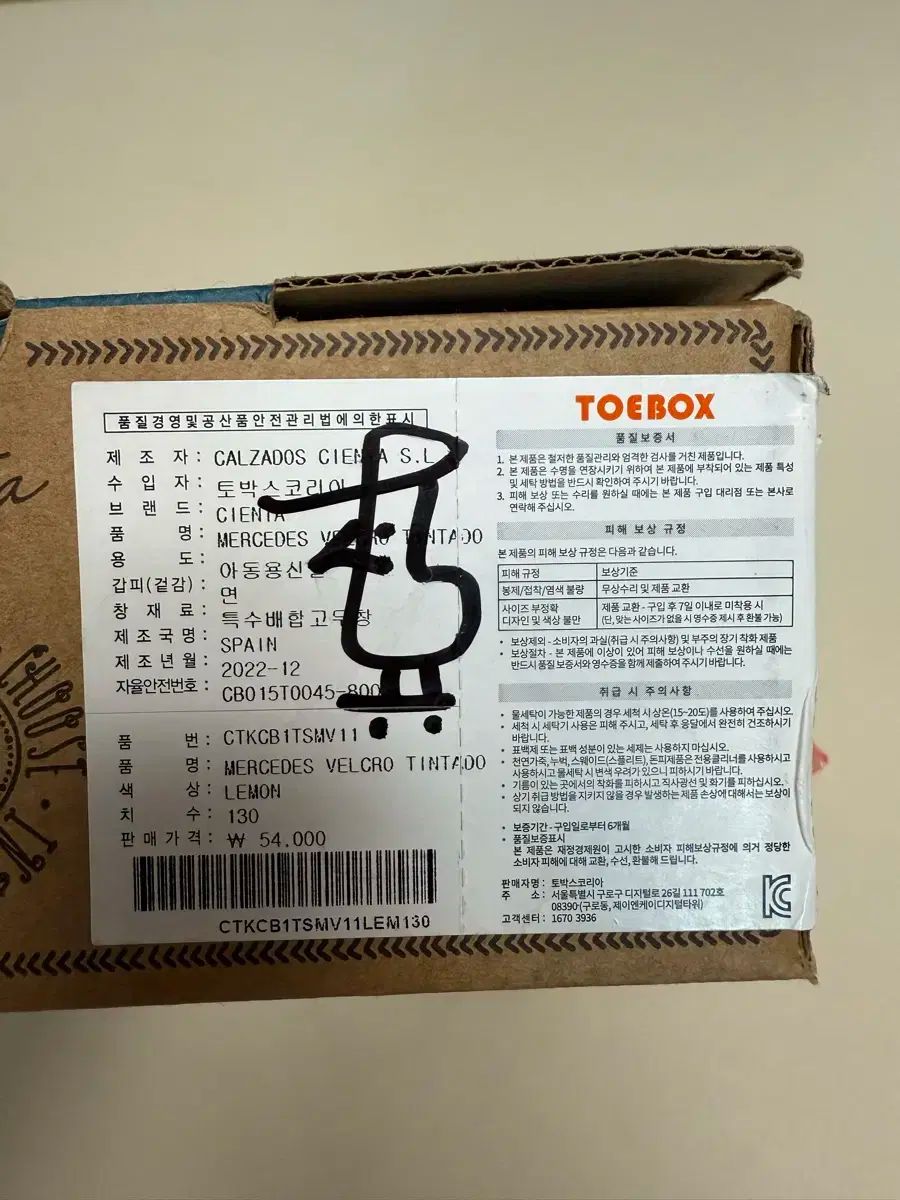 품질경영및공산품안전관리법에의한표시
제 조 자 : CALZADOS CIENTA S.L
수 입 자 : 토박스코리아
브 랜 드 : CIENTA
품 명 : MERCEDES VELCRO TINTADO
용 도 : 아동용신발
갑피(겉감) : 면
창 재 료 : 특수배합고무창
제 조 국 명 : SPAIN
제 조 년 월 : 2022-12
자율안전번호 : CB015T0045-800
품 번 : CTKCB1TSMV11
품 명 : MERCEDES VELCRO TINTADO
색 상 : LEMON
치 수 : 130
판 매 가 격 : ₩ 54.000
CTKCB1TSMV11LEM130
TOEBOX
품질보증서
1. 본 제품은 철저한 품질관리와 엄격한 검사를 거친 제품입니다.
2. 본 제품은 수명을 연장시키기 위하여 본 제품에 부착되어 있는 제품 특성
및 세탁 방법을 반드시 확인하여 주시기 바랍니다.
3. 피해 보상 또는 수리를 원하실 때에는 본 제품 구입 대리점 또는 본사로
연락해 주십시오.
피해 보상 규정
본 제품의 피해 보상 규정은 다음과 같습니다.
피해 규정 보상기준
봉제/접착/염색 불량 무상수리 및 제품 교환
사이즈 부정확 제품 교환 - 구입 후 7일 이내로 미착용 시
디자인 및 색상 불만 (단, 맞는 사이즈가 없을 시 영수증 제시 후 환불 가능)
• 보상제외 - 소비자의 과실(취급 시 주의사항) 및 부주의 장기 착화 제품
• 보상절차 - 본 제품에 이상이 있어 피해 보상이나 수선을 원하실 때에는
반드시 품질 보증서와 영수증을 함께 제출하여 주시기 바랍니다.
취급 시 주의사항
• 물세탁이 가능한 제품의 경우 세척 시 상온(15~20도)를 사용하여 주십시오.
• 세척 시 세탁기 사용은 피해 주시고, 세탁 후 응달에서 완전히 건조하시기
바랍니다.
• 표백제 또는 표백 성분이 있는 세제는 사용하지 마십시오.
• 천연가죽, 누벅, 스웨이드(스플리트), 돈피제품은 전용클리너를 사용하시고
사용하시고 물세탁 시 변색 우려가 있으니 피하시기 바랍니다.
• 기름이 있는 곳에서의 착화를 피하시고 직사광선 및 화기를 피하십시오.
• 상기 취급 방법을 지키지 않을 경우 발생하는 제품 손상에 대해서는 보상이
되지 않습니다.
• 보증기간 - 구입일로부터 6개월
• 품질보증표시
본 제품은 재정경제원이 고시한 소비자 피해보상규정에 의거 정당한
소비자 피해에 대해 교환, 수선, 환불해 드립니다.
판매자명 : 토박스코리아
주 소 : 서울특별시 구로구 디지털로 26길 111 702호
08390 (구로동, 제이엔케이디지털타워)
고객센터 : 1670 3936